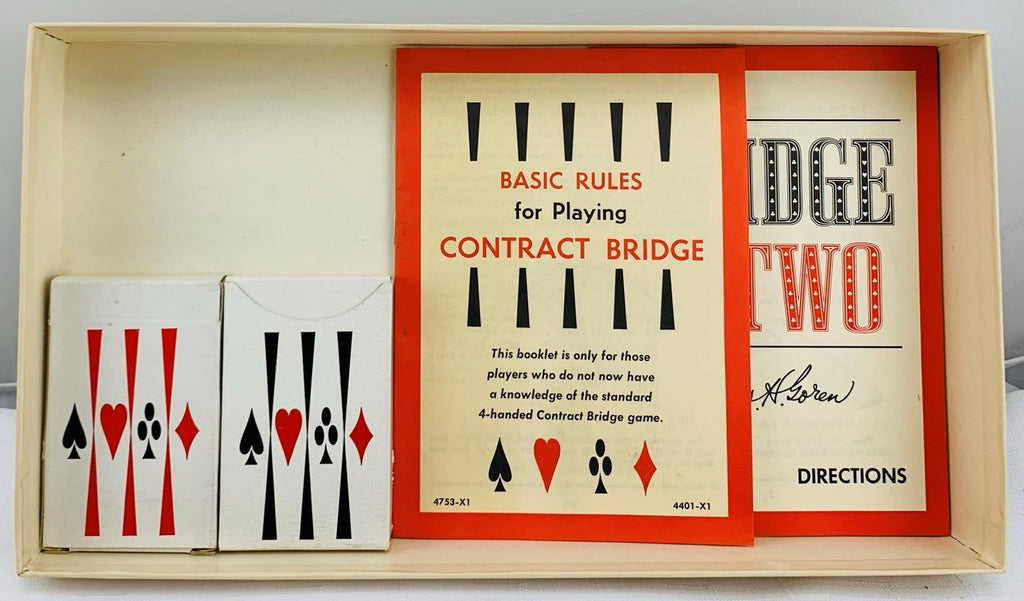 BASIC RULES
for Playing
CONTRACT BRIDGE
This booklet is only for those
players who do not now have
a knowledge of the standard
4-handed Contract Bridge game.
4753-X1
4401-X1
IDGE
TWO
H. Goren
DIRECTIONS